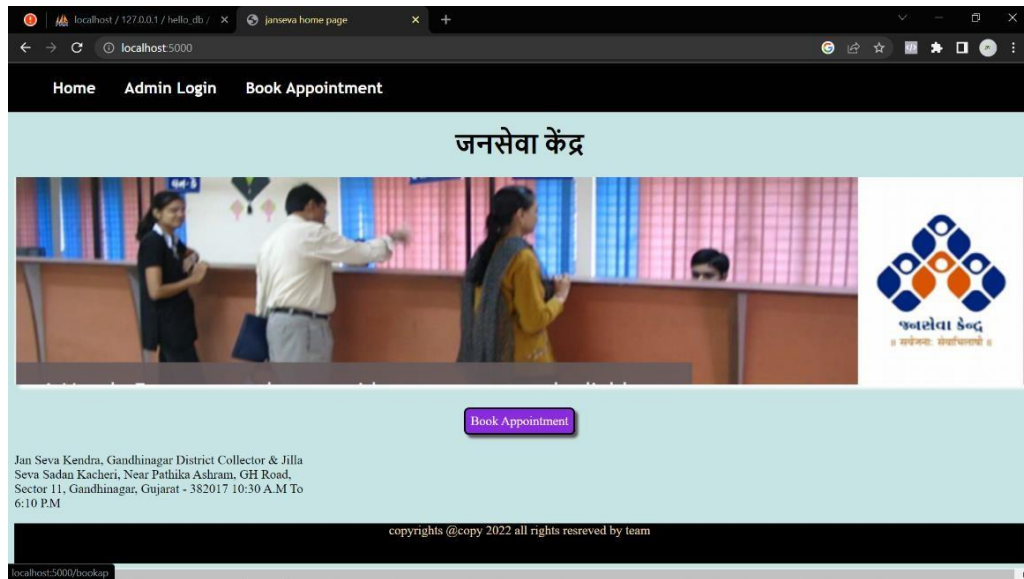 localhost / 127.0.0.1 / hello_db /
janseva home page
localhost:5000
Home Admin Login Book Appointment
जनसेवा केंद्र
જનસેવા કેન્દ્ર
Book Appointment
Jan Seva Kendra, Gandhinagar District Collector & Jilla
Seva Sadan Kacheri, Near Pathika Ashram, GH Road,
Sector 11, Gandhinagar, Gujarat - 382017 10:30 A.M To
6:10 P.M
copyrights @copy 2022 all rights resreved by team
localhost:5000/bookap